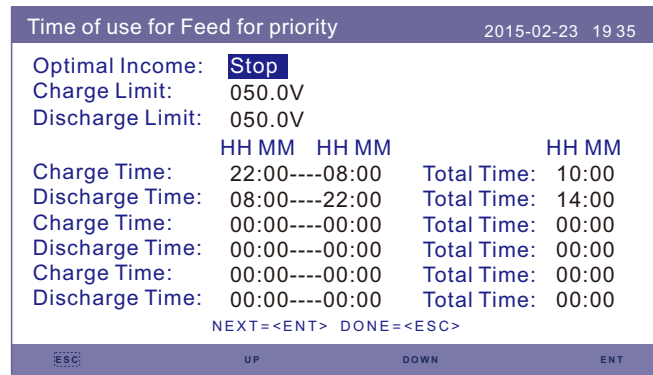 Time of use for Feed for priority 2015-02-23 19 35
Optimal Income: Stop
Charge Limit: 050.0V
Discharge Limit: 050.0V
HH MM HH MM HH MM
Charge Time: 22:00----08:00 Total Time: 10:00
Discharge Time: 08:00----22:00 Total Time: 14:00
Charge Time: 00:00----00:00 Total Time: 00:00
Discharge Time: 00:00----00:00 Total Time: 00:00
Charge Time: 00:00----00:00 Total Time: 00:00
Discharge Time: 00:00----00:00 Total Time: 00:00
NEXT=<ENT> DONE=<ESC>
ESC UP DOWN ENT